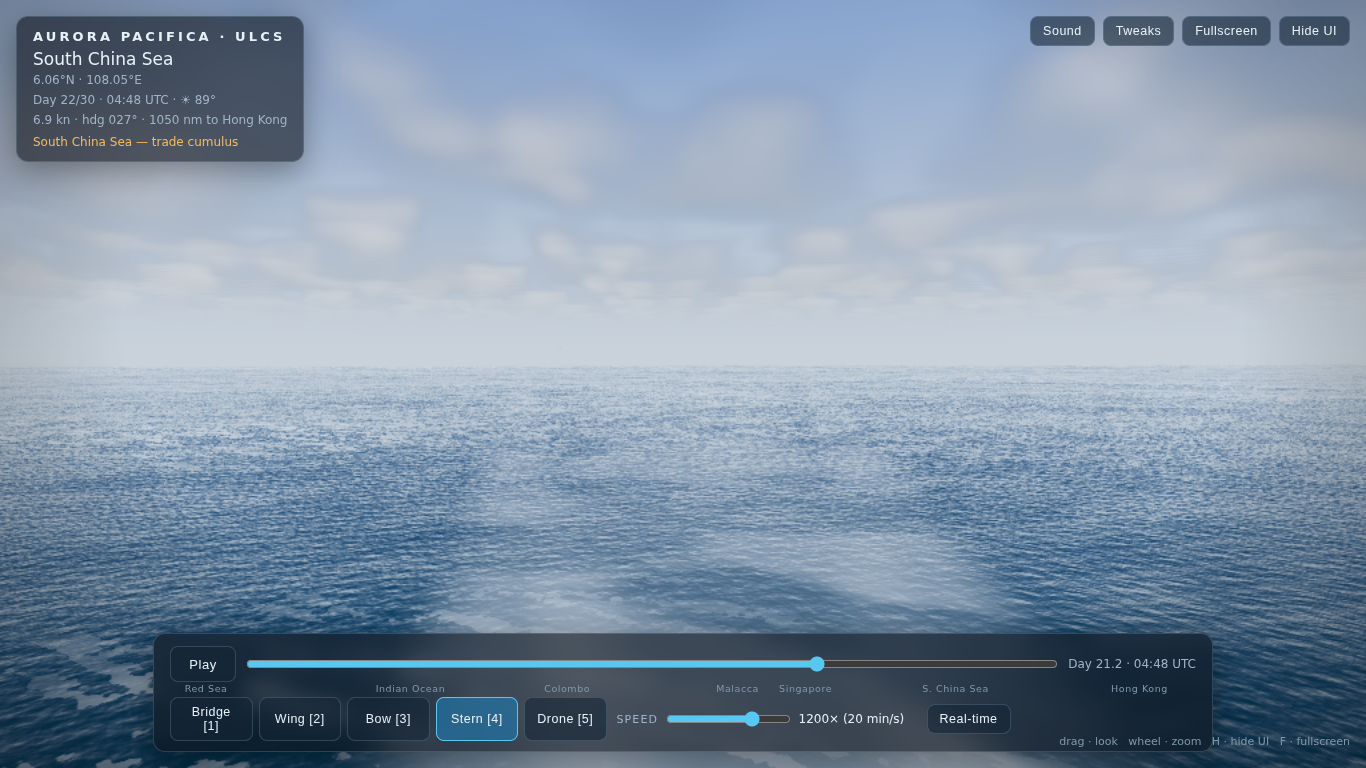 AURORA PACIFICA · ULCS
South China Sea
6.06°N · 108.05°E
Day 22/30 · 04:48 UTC · ☀ 89°
6.9 kn · hdg 027° · 1050 nm to Hong Kong
South China Sea — trade cumulus
Sound
Tweaks
Fullscreen
Hide UI
Play
Day 21.2 · 04:48 UTC
Red Sea
Indian Ocean
Colombo
Malacca
Singapore
S. China Sea
Hong Kong
Bridge
[1]
Wing [2]
Bow [3]
Stern [4]
Drone [5]
SPEED
1200× (20 min/s)
Real-time
drag · look wheel · zoom H · hide UI F · fullscreen